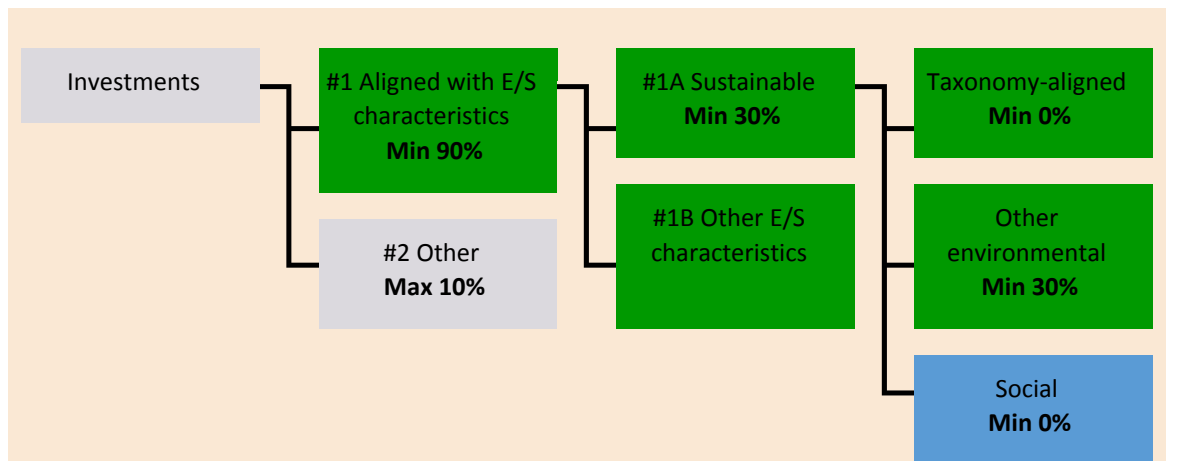 Investments
#1 Aligned with E/S
characteristics
Min 90%
#2 Other
Max 10%
#1A Sustainable
Min 30%
#1B Other E/S
characteristics
Taxonomy-aligned
Min 0%
Other
environmental
Min 30%
Social
Min 0%